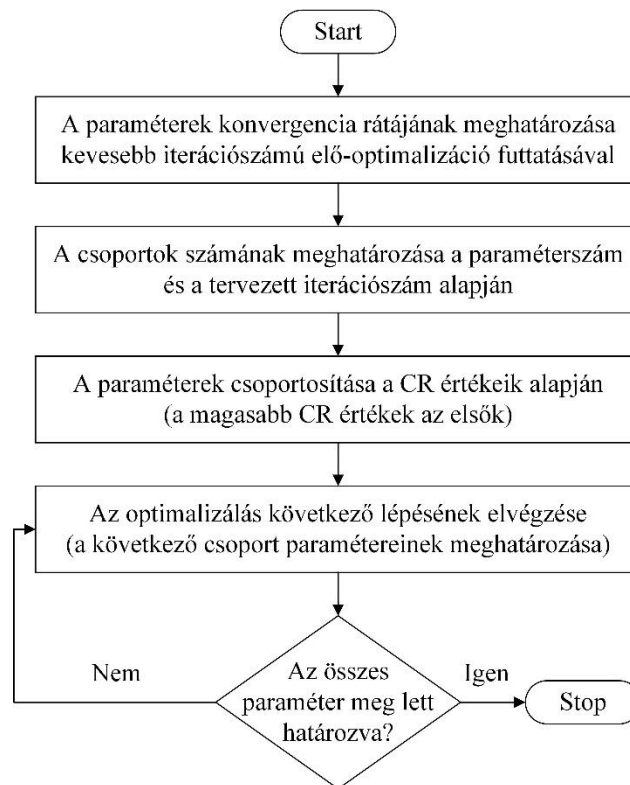 Start
A paraméterek konvergencia rátájának meghatározása
kevesebb iterációszámú elő-optimalizáció futtatásával
A csoportok számának meghatározása a paraméterszám
és a tervezett iterációszám alapján
A paraméterek csoportosítása a CR értékeik alapján
(a magasabb CR értékek az elsők)
Az optimalizálás következő lépésének elvégzése
(a következő csoport paramétereinek meghatározása)
Nem
Az összes
paraméter meg lett
határozva?
Igen
Stop